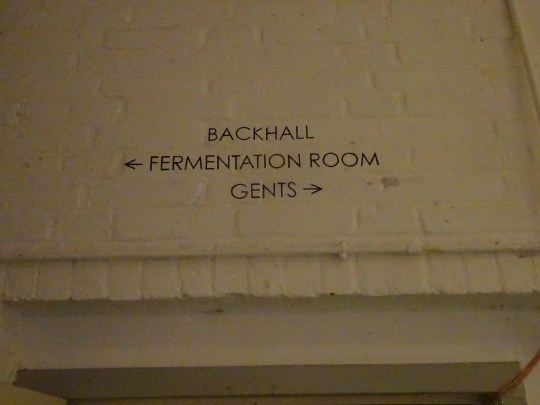 BACKHALL
← FERMENTATION ROOM
GENTS →